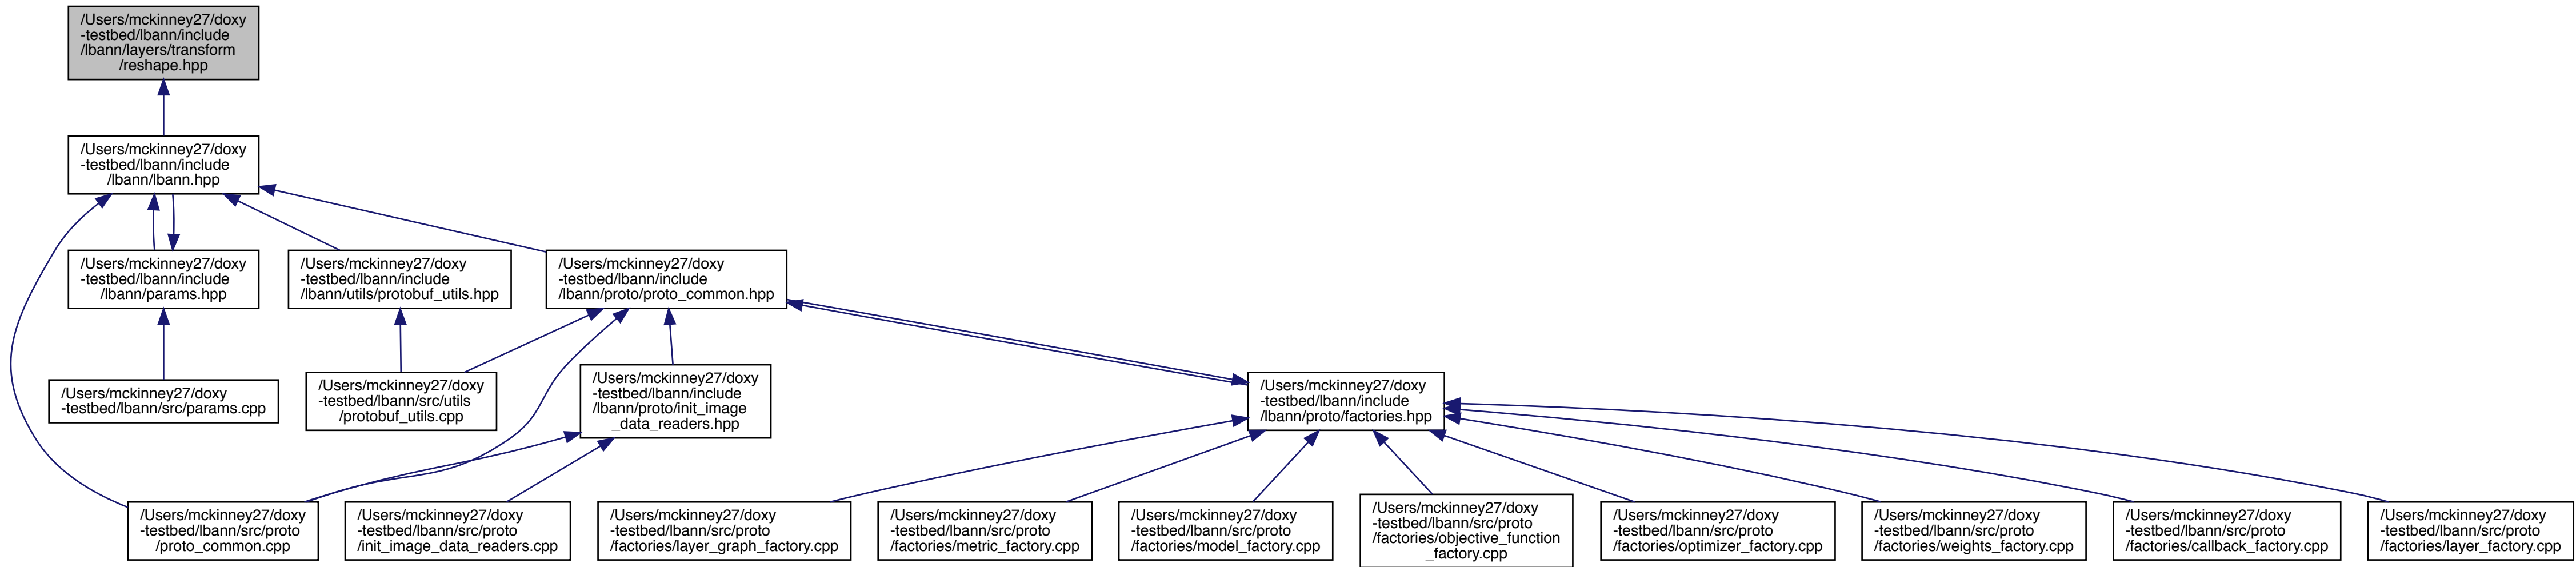 /Users/mckinney27/doxy
-testbed/lbann/include
/lbann/layers/transform
/reshape.hpp
/Users/mckinney27/doxy
-testbed/lbann/include
/lbann/lbann.hpp
/Users/mckinney27/doxy
-testbed/lbann/include
/lbann/params.hpp
/Users/mckinney27/doxy
-testbed/lbann/include
/lbann/utils/protobuf_utils.hpp
/Users/mckinney27/doxy
-testbed/lbann/include
/lbann/proto/proto_common.hpp
/Users/mckinney27/doxy
-testbed/lbann/src/params.cpp
/Users/mckinney27/doxy
-testbed/lbann/src/utils
/protobuf_utils.cpp
/Users/mckinney27/doxy
-testbed/lbann/include
/lbann/proto/init_image
_data_readers.hpp
/Users/mckinney27/doxy
-testbed/lbann/include
/lbann/proto/factories.hpp
/Users/mckinney27/doxy
-testbed/lbann/src/proto
/proto_common.cpp
/Users/mckinney27/doxy
-testbed/lbann/src/proto
/init_image_data_readers.cpp
/Users/mckinney27/doxy
-testbed/lbann/src/proto
/factories/layer_graph_factory.cpp
/Users/mckinney27/doxy
-testbed/lbann/src/proto
/factories/metric_factory.cpp
/Users/mckinney27/doxy
-testbed/lbann/src/proto
/factories/model_factory.cpp
/Users/mckinney27/doxy
-testbed/lbann/src/proto
/factories/objective_function
_factory.cpp
/Users/mckinney27/doxy
-testbed/lbann/src/proto
/factories/optimizer_factory.cpp
/Users/mckinney27/doxy
-testbed/lbann/src/proto
/factories/weights_factory.cpp
/Users/mckinney27/doxy
-testbed/lbann/src/proto
/factories/callback_factory.cpp
/Users/mckinney27/doxy
-testbed/lbann/src/proto
/factories/layer_factory.cpp